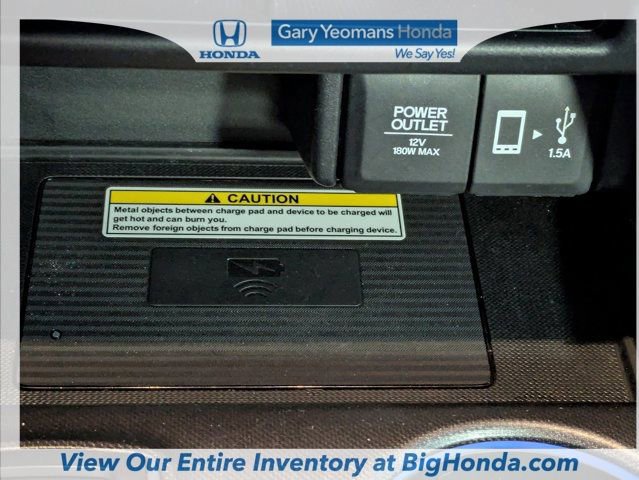 HONDA
Gary Yeomans Honda
We Say Yes!
POWER
OUTLET
12V
180W MAX
1.5A
CAUTION
Metal objects between charge pad and device to be charged will
get hot and can burn you.
Remove foreign objects from charge pad before charging device.
View Our Entire Inventory at BigHonda.com